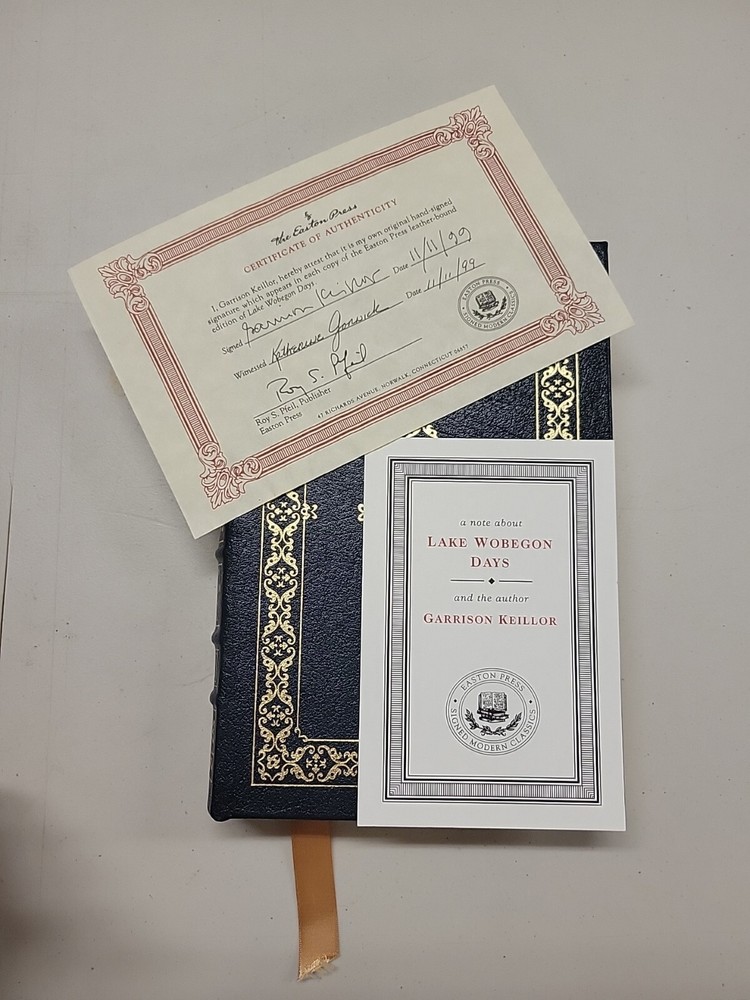 The Easton Press
CERTIFICATE OF AUTHENTICITY
I, Garrison Keillor, hereby attest that it is my own original hand-signed
signature which appears in each copy of the Easton Press leather-bound
edition of Lake Wobegon Days.
Signed Garrison Keillor Date 11/11/99
Witnessed Katherine Date 11/11/99
Roy S. Pfeil
Roy S. Pfeil, Publisher
Easton Press
47 RICHARDS AVENUE, NORWALK, CONNECTICUT 06857
EASTON PRESS
SIGNED MODERN CLASSICS
a note about
LAKE WOBEGON
DAYS
and the author
GARRISON KEILLOR
EASTON PRESS
SIGNED MODERN CLASSICS